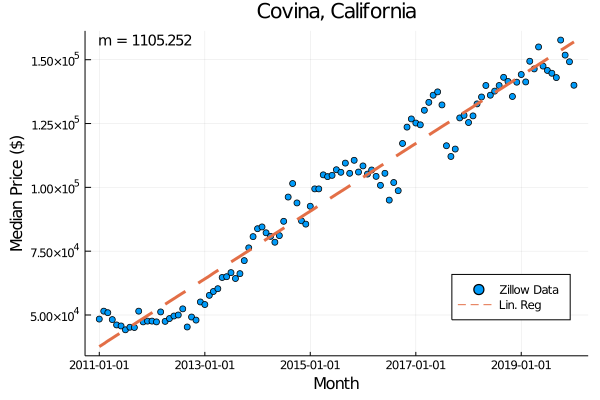 Covina, California
m = 1105.252
1.50×10⁵
1.25×10⁵
1.00×10⁵
7.50×10⁴
5.00×10⁴
Median Price ($)
Zillow Data
Lin. Reg
2011-01-01 2013-01-01 2015-01-01 2017-01-01 2019-01-01
Month